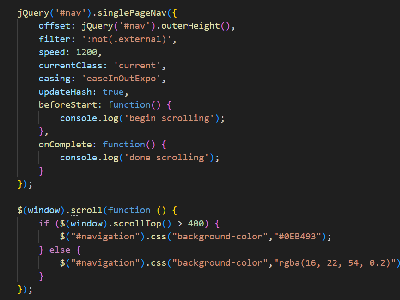 jQuery('#nav').singlePageNav({
offset: jQuery('#nav').outerHeight(),
filter: ':not(.external)',
speed: 1200,
currentClass: 'current',
easing: 'easeInOutExpo',
updateHash: true,
beforeStart: function() {
console.log('begin scrolling');
},
onComplete: function() {
console.log('done scrolling');
}
});
$(window).scroll(function () {
if ($(window).scrollTop() > 400) {
$("#navigation").css("background-color","#0EB493");
} else {
$("#navigation").css("background-color","rgba(16, 22, 54, 0.2)")
}
});